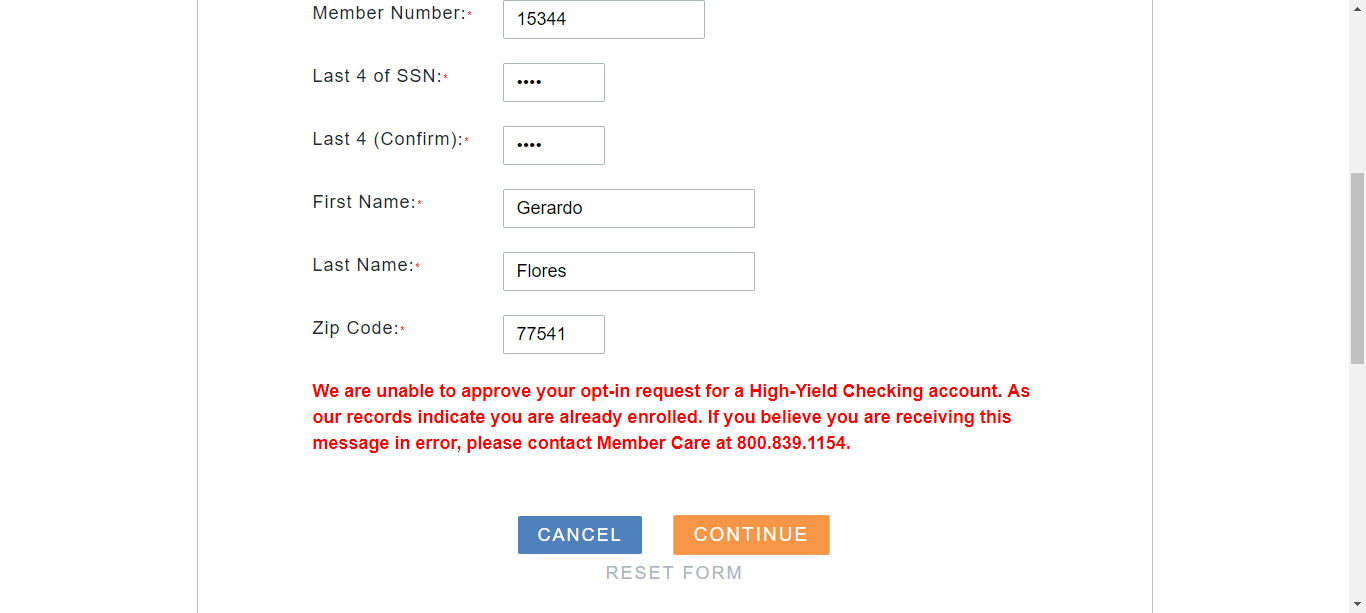 Member Number:*
15344
Last 4 of SSN:*
••••
Last 4 (Confirm):*
••••
First Name:*
Gerardo
Last Name:*
Flores
Zip Code:*
77541
We are unable to approve your opt-in request for a High-Yield Checking account. As
our records indicate you are already enrolled. If you believe you are receiving this
message in error, please contact Member Care at 800.839.1154.
CANCEL
CONTINUE
RESET FORM